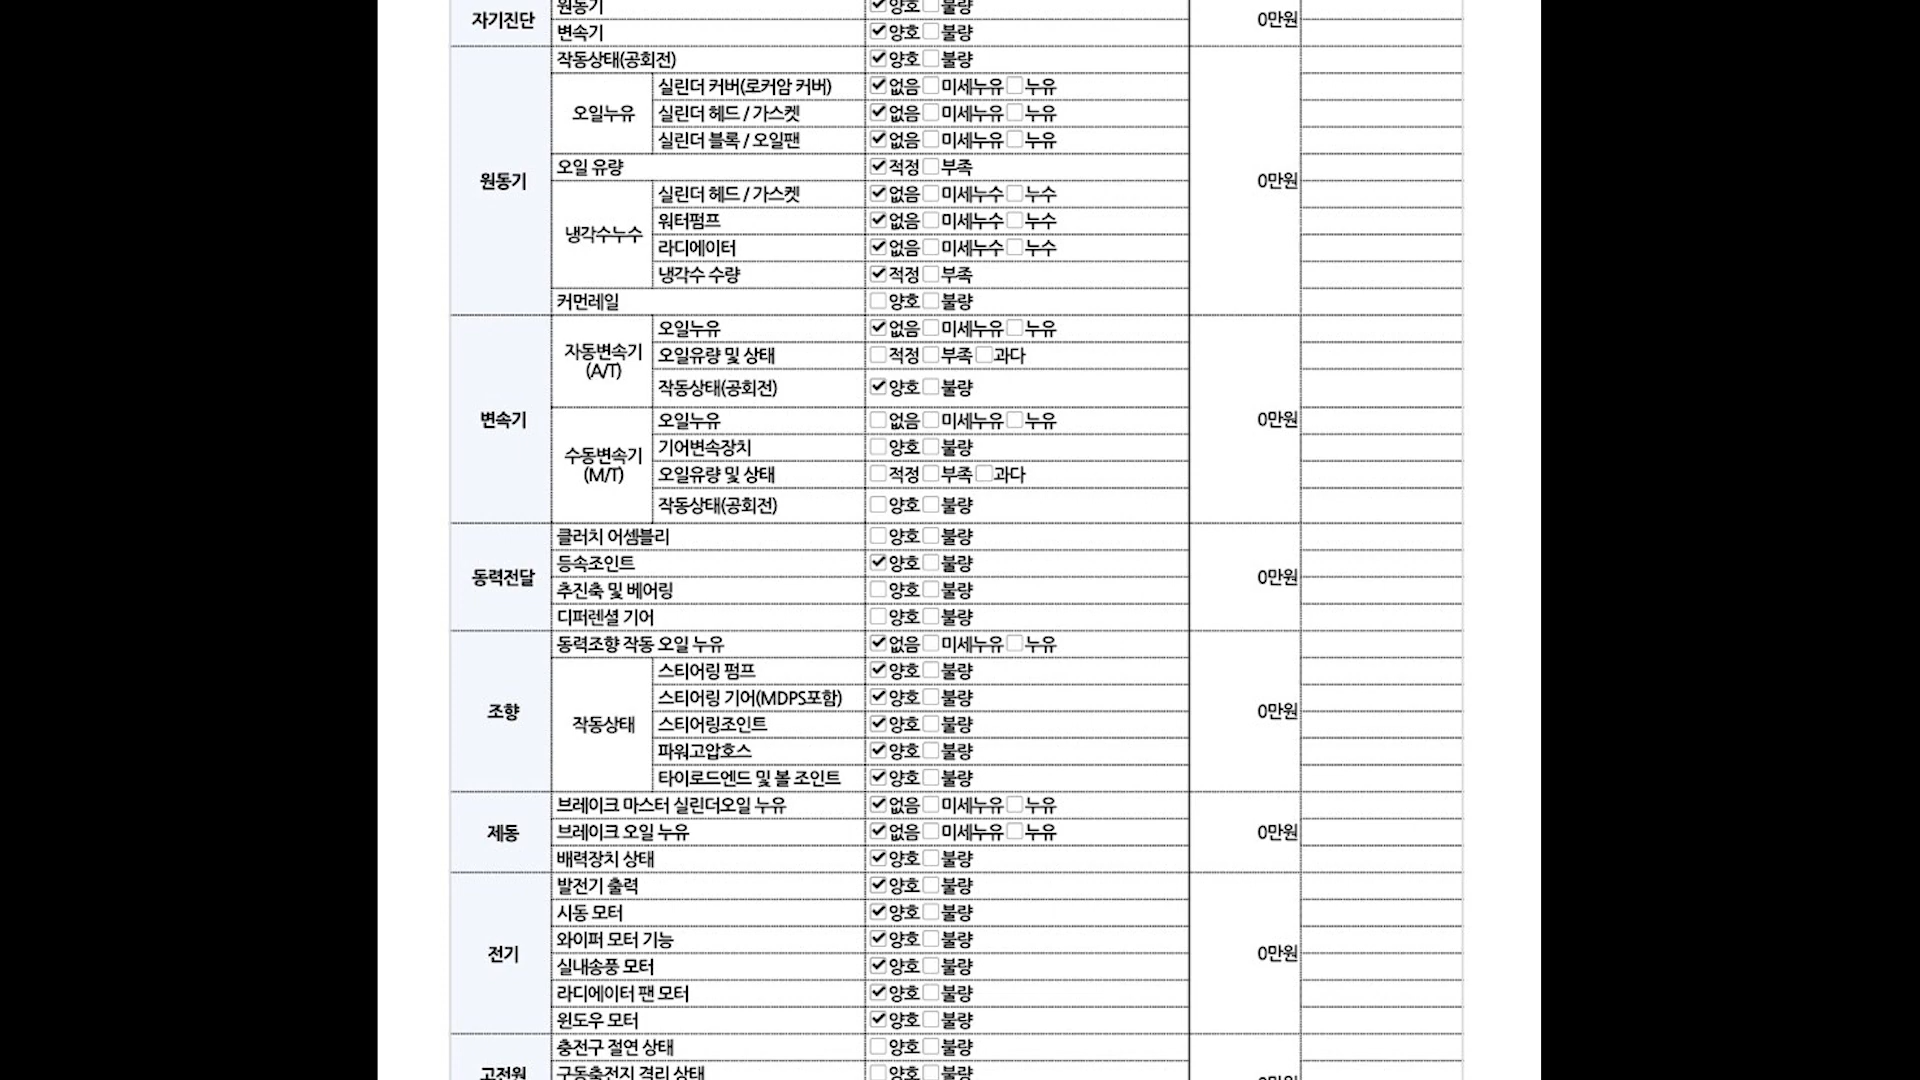 자기진단 원동기 ✔양호 □불량 0만원
변속기 ✔양호 □불량
원동기 작동상태(공회전) ✔양호 □불량 0만원
오일누유 실린더 커버(로커암 커버) ✔없음 □미세누유 □누유
실린더 헤드 / 가스켓 ✔없음 □미세누유 □누유
실린더 블록 / 오일팬 ✔없음 □미세누유 □누유
오일 유량 ✔적정 □부족
냉각수누수 실린더 헤드 / 가스켓 ✔없음 □미세누수 □누수
워터펌프 ✔없음 □미세누수 □누수
라디에이터 ✔없음 □미세누수 □누수
냉각수 수량 ✔적정 □부족
커먼레일 □양호 □불량
변속기 자동변속기(A/T) 오일누유 ✔없음 □미세누유 □누유 0만원
오일유량 및 상태 □적정 □부족 □과다
작동상태(공회전) ✔양호 □불량
수동변속기(M/T) 오일누유 □없음 □미세누유 □누유
기어변속장치 □양호 □불량
오일유량 및 상태 □적정 □부족 □과다
작동상태(공회전) □양호 □불량
동력전달 클러치 어셈블리 □양호 □불량 0만원
등속조인트 ✔양호 □불량
추진축 및 베어링 □양호 □불량
디퍼렌셜 기어 □양호 □불량
조향 동력조향 작동 오일 누유 ✔없음 □미세누유 □누유 0만원
작동상태 스티어링 펌프 ✔양호 □불량
스티어링 기어(MDPS포함) ✔양호 □불량
스티어링조인트 ✔양호 □불량
파워고압호스 ✔양호 □불량
타이로드엔드 및 볼 조인트 ✔양호 □불량
제동 브레이크 마스터 실린더오일 누유 ✔없음 □미세누유 □누유 0만원
브레이크 오일 누유 ✔없음 □미세누유 □누유
배력장치 상태 ✔양호 □불량
전기 발전기 출력 ✔양호 □불량 0만원
시동 모터 ✔양호 □불량
와이퍼 모터 기능 ✔양호 □불량
실내송풍 모터 ✔양호 □불량
라디에이터 팬 모터 ✔양호 □불량
윈도우 모터 ✔양호 □불량
고전원 충전구 절연 상태 □양호 □불량
구동축전지 격리 상태 □양호 □불량 0만원